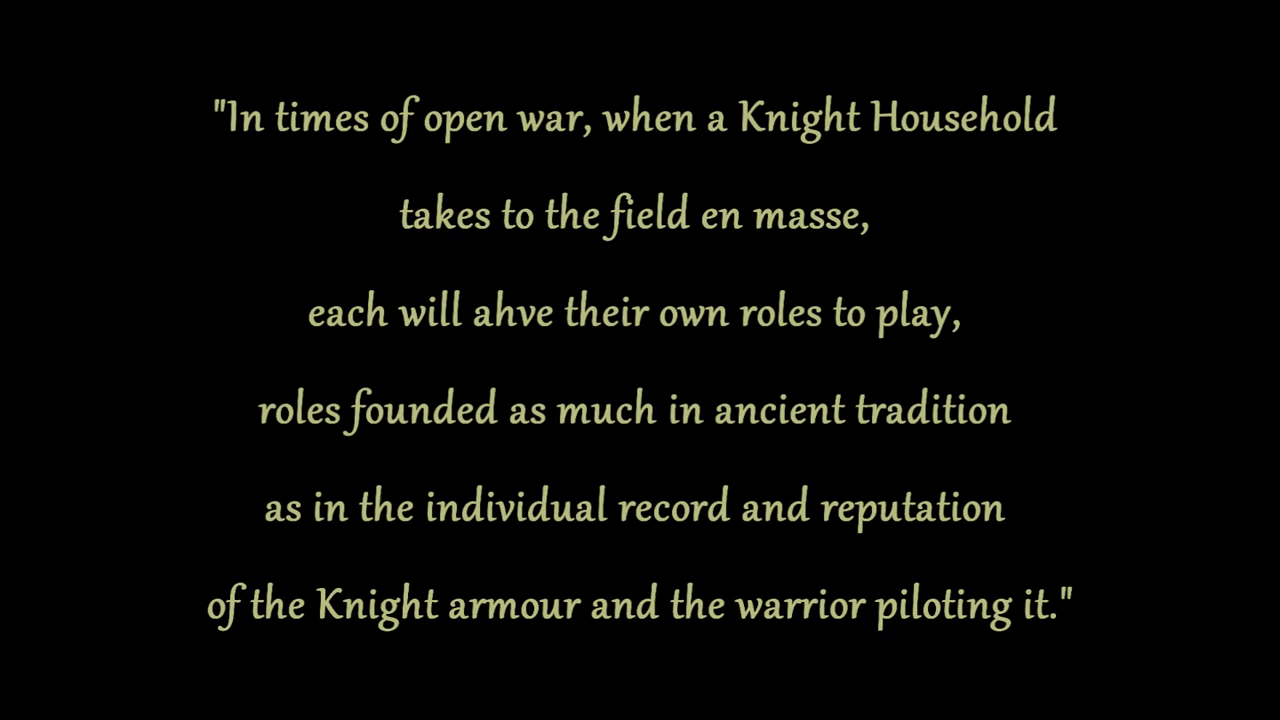 "In times of open war, when a Knight Household
takes to the field en masse,
each will ahve their own roles to play,
roles founded as much in ancient tradition
as in the individual record and reputation
of the Knight armour and the warrior piloting it."